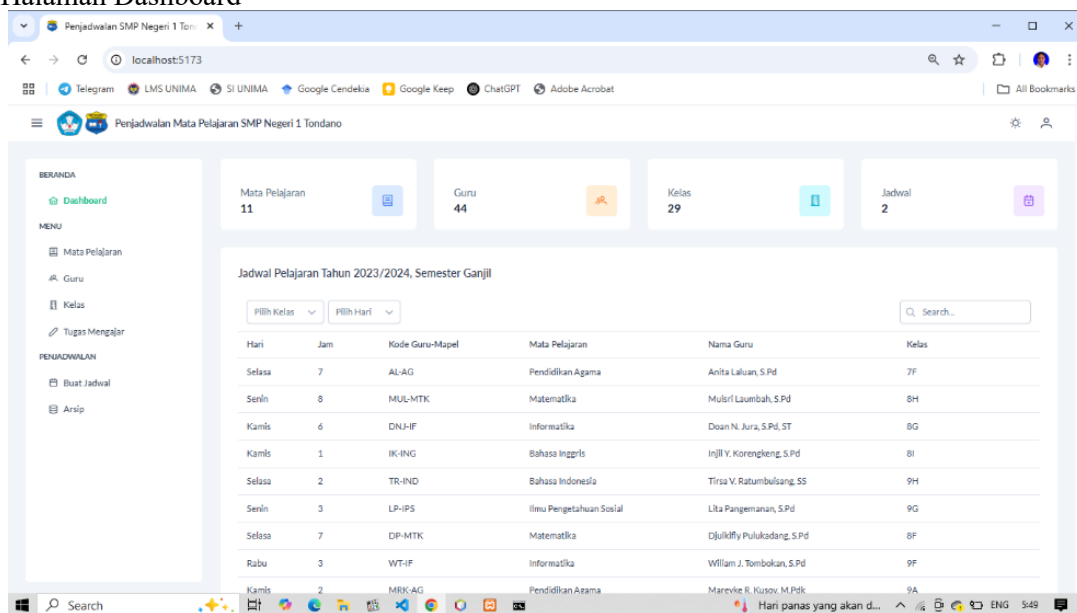 Halaman Dashboard
Penjadwalan SMP Negeri 1 Ton
localhost:5173
Telegram LMS UNIMA SI UNIMA Google Cendekia Google Keep ChatGPT Adobe Acrobat All Bookmarks
Penjadwalan Mata Pelajaran SMP Negeri 1 Tondano
BERANDA
Dashboard
MENU
Mata Pelajaran
Guru
Kelas
Tugas Mengajar
PENJADWALAN
Buat Jadwal
Arsip
Mata Pelajaran
11
Guru
44
Kelas
29
Jadwal
2
Jadwal Pelajaran Tahun 2023/2024, Semester Ganjil
Pilih Kelas Pilih Hari Search...
Hari Jam Kode Guru-Mapel Mata Pelajaran Nama Guru Kelas
Selasa 7 AL-AG Pendidikan Agama Anita Laluan, S.Pd 7F
Senin 8 MUL-MTK Matematika Mulsri Laumbah, S.Pd 8H
Kamis 6 DNJ-IF Informatika Doan N. Jura, S.Pd, ST 8G
Kamis 1 IK-ING Bahasa Inggris Injil Y. Korengkeng, S.Pd 8I
Selasa 2 TR-IND Bahasa Indonesia Tirsa V. Ratumbuisang, SS 9H
Senin 3 LP-IPS Ilmu Pengetahuan Sosial Lita Pangemanan, S.Pd 9G
Selasa 7 DP-MTK Matematika Djulkifly Pulukadang, S.Pd 8F
Rabu 3 WT-IF Informatika Wiliam J. Tombokan, S.Pd 9F
Kamis 2 MRK-AG Pendidikan Agama Mareyke R. Kusoy, M.Pdk 9A
Search Hari panas yang akan d... ENG 5:49